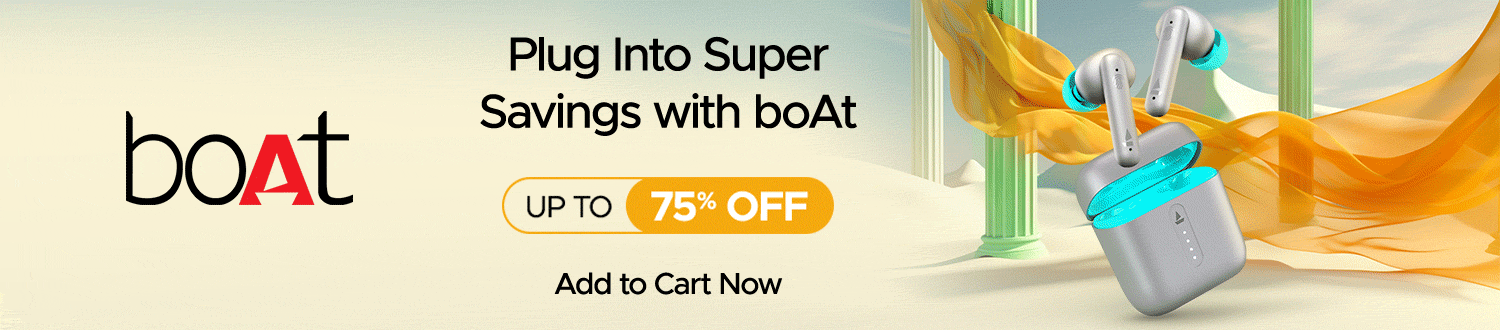 boAt
Plug Into Super
Savings with boAt
UP TO 75% OFF
Add to Cart Now